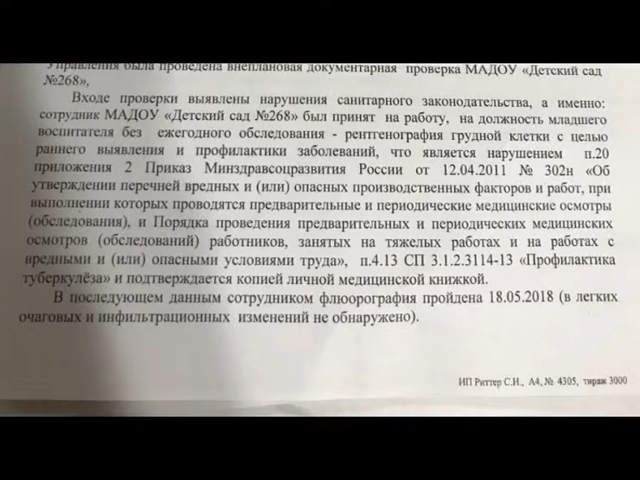 Управления была проведена внеплановая документарная проверка МАДОУ «Детский сад
№268»,
Входе проверки выявлены нарушения санитарного законодательства, а именно:
сотрудник МАДОУ «Детский сад №268» был принят на работу, на должность младшего
воспитателя без ежегодного обследования - рентгенография грудной клетки с целью
раннего выявления и профилактики заболеваний, что является нарушением п.20
приложения 2 Приказ Минздравсоцразвития России от 12.04.2011 № 302н «Об
утверждении перечней вредных и (или) опасных производственных факторов и работ, при
выполнении которых проводятся предварительные и периодические медицинские осмотры
(обследования), и Порядка проведения предварительных и периодических медицинских
осмотров (обследований) работников, занятых на тяжелых работах и на работах с
вредными и (или) опасными условиями труда», п.4.13 СП 3.1.2.3114-13 «Профилактика
туберкулёза» и подтверждается копией личной медицинской книжкой.
В последующем данным сотрудником флюорография пройдена 18.05.2018 (в легких
очаговых и инфильтрационных изменений не обнаружено).
ИП Риттер С.И., А4, № 4305, тираж 3000